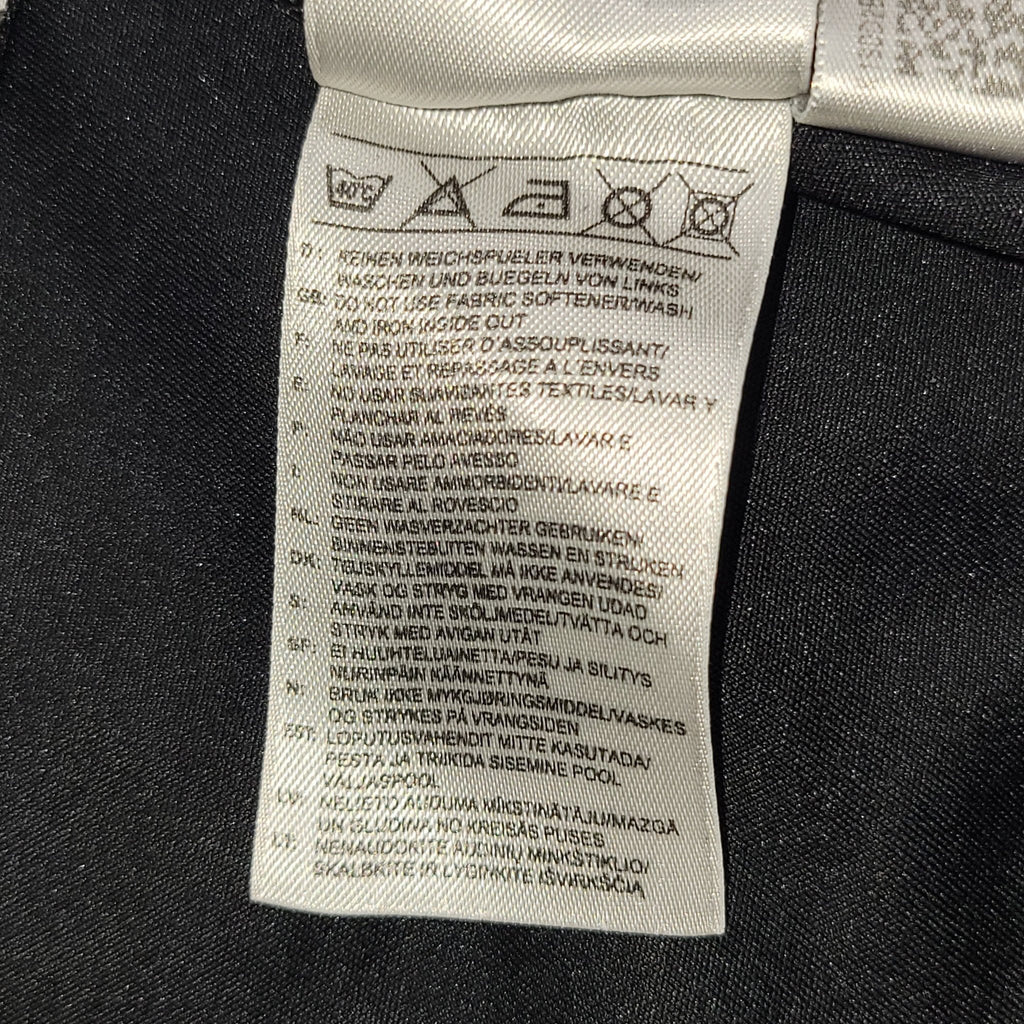 40°C
D: KEINEN WEICHSPUELER VERWENDEN/
WASCHEN UND BUEGELN VON LINKS
GB: DO NOT USE FABRIC SOFTENER/WASH
AND IRON INSIDE OUT
F: NE PAS UTILISER D'ASSOUPLISSANT/
LAVAGE ET REPASSAGE A L'ENVERS
E: NO USAR SUAVIZANTES TEXTILES/LAVAR Y
PLANCHAR AL REVÉS
P: NÃO USAR AMACIADORES/LAVAR E
PASSAR PELO AVESSO
I: NON USARE AMMORBIDENTI/LAVARE E
STIRARE AL ROVESCIO
NL: GEEN WASVERZACHTER GEBRUIKEN/
BINNENSTEBUITEN WASSEN EN STRIJKEN
DK: TEIJSKYLLEMIDDEL MÅ IKKE ANVENDES/
VASK OG STRYG MED VRANGEN UDAD
S: ANVÄND INTE SKÖLJMEDEL/TVÄTTA OCH
STRYK MED AVIGAN UTÅT
SF: EI HUUHTELUAINETTA/PESU JA SILITYS
NURINPÄIN KÄÄNNETTYNÄ
N: BRUK IKKE MYKGJØRINGSMIDDEL/VASKES
OG STRYKES PÅ VRANGSIDEN
EST: LOPUTUSVAHENDIT MITTE KASUTADA/
PESTA JA TRIIKIDA SISEMINE POOL
VÄLJASPOOL
LV: NELIETO AUDUMA MĪKSTINĀTĀJU/MAZGĀ
UN GLUDINA NO KREISĀS PUSES
LT: NENAUDOKITE AUDINIŲ MINKŠTIKLIO/
SKALBKITE IR LYGINKITE IŠVIRKŠČIĄ